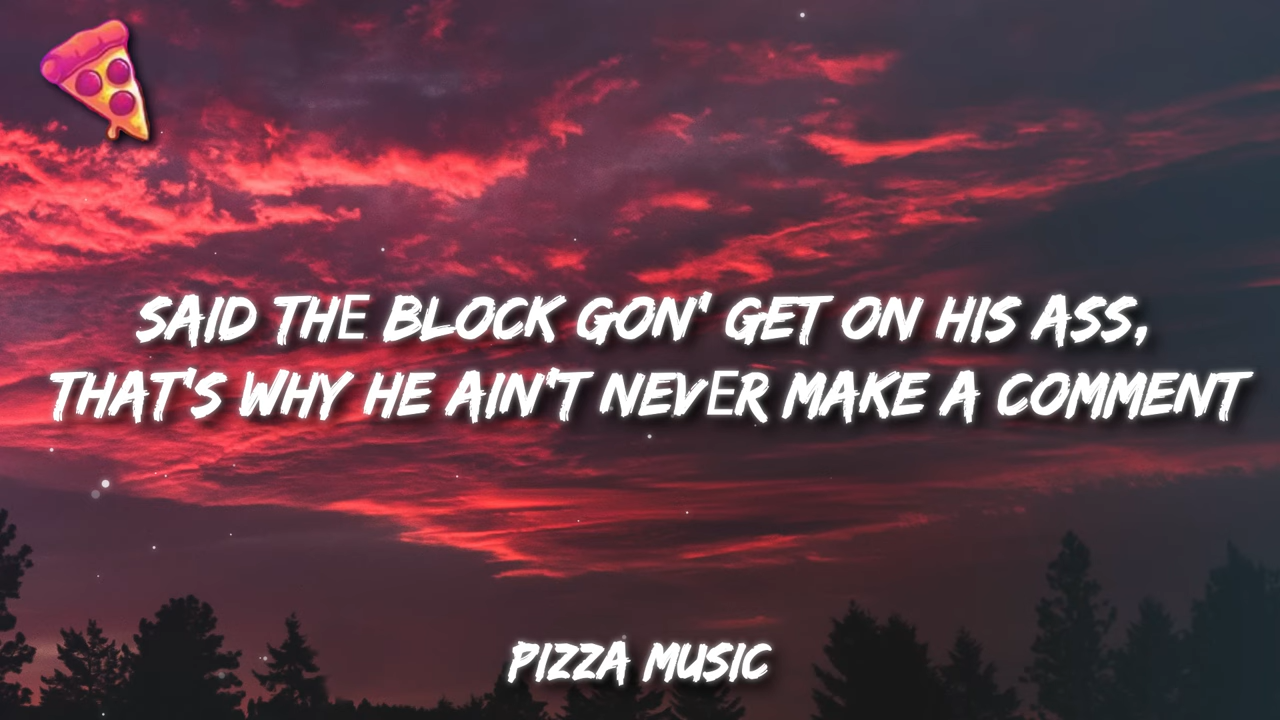 SAID THE BLOCK GON' GET ON HIS ASS,
THAT'S WHY HE AIN'T NEVER MAKE A COMMENT
PIZZA MUSIC